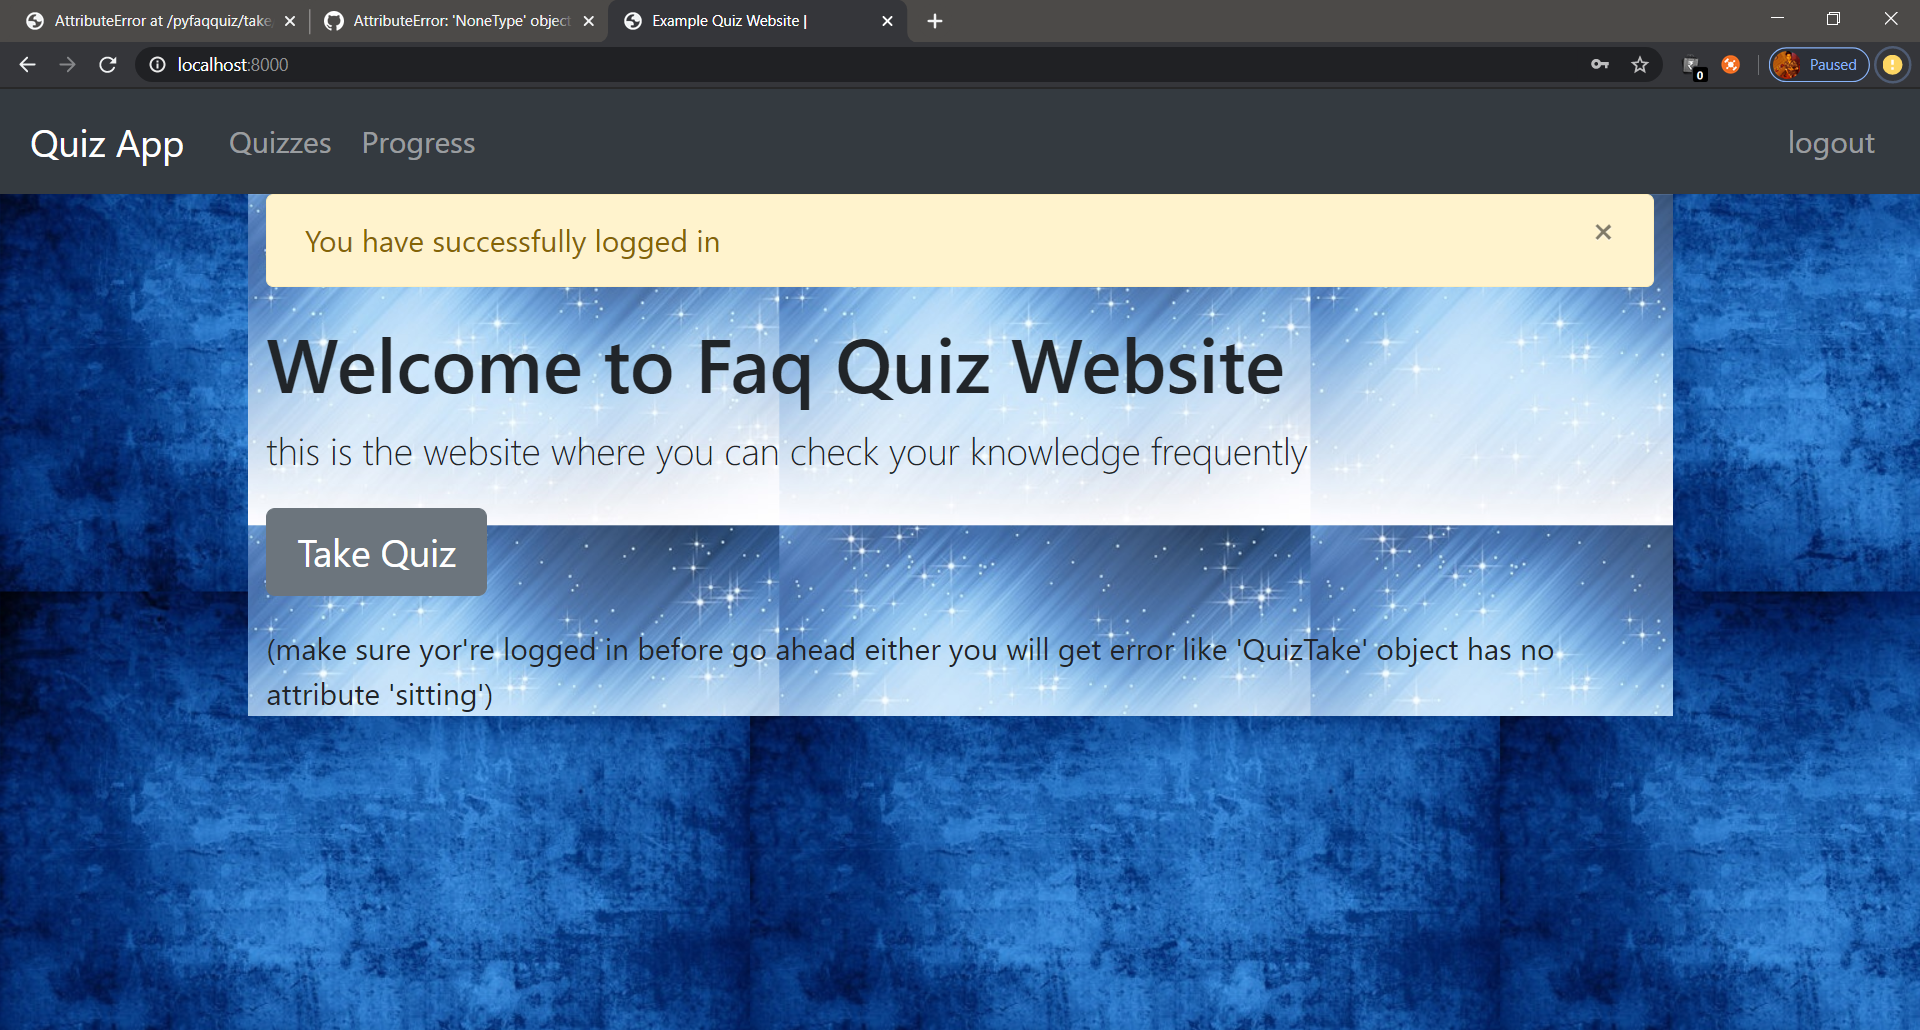 AttributeError at /pyfaqquiz/take
AttributeError: 'NoneType' object
Example Quiz Website |
localhost:8000
0
Paused
Quiz App
Quizzes
Progress
logout
You have successfully logged in
×
Welcome to Faq Quiz Website
this is the website where you can check your knowledge frequently
Take Quiz
(make sure yor're logged in before go ahead either you will get error like 'QuizTake' object has no
attribute 'sitting')